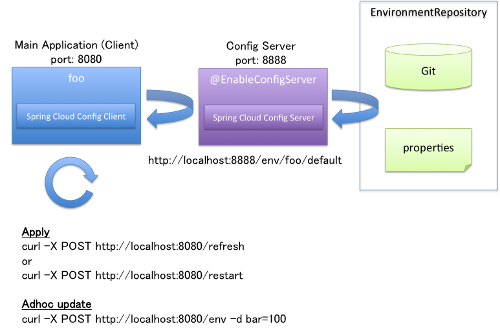 EnvironmentRepository
Main Application (Client)
port: 8080
Config Server
port: 8888
foo
Spring Cloud Config Client
@EnableConfigServer
Spring Cloud Config Server
Git
properties
http://localhost:8888/env/foo/default
Apply
curl -X POST http://localhost:8080/refresh
or
curl -X POST http://localhost:8080/restart
Adhoc update
curl -X POST http://localhost:8080/env -d bar=100